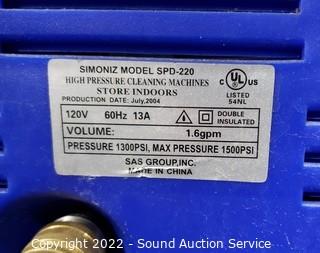 SIMONIZ MODEL SPD-220
HIGH PRESSURE CLEANING MACHINES
STORE INDOORS
PRODUCTION DATE: July,2004
C UL US
LISTED
54NL
120V 60Hz 13A
DOUBLE
INSULATED
VOLUME: 1.6gpm
PRESSURE 1300PSI, MAX PRESSURE 1500PSI
SAS GROUP,INC.
MADE IN CHINA
Copyright 2022 - Sound Auction Service